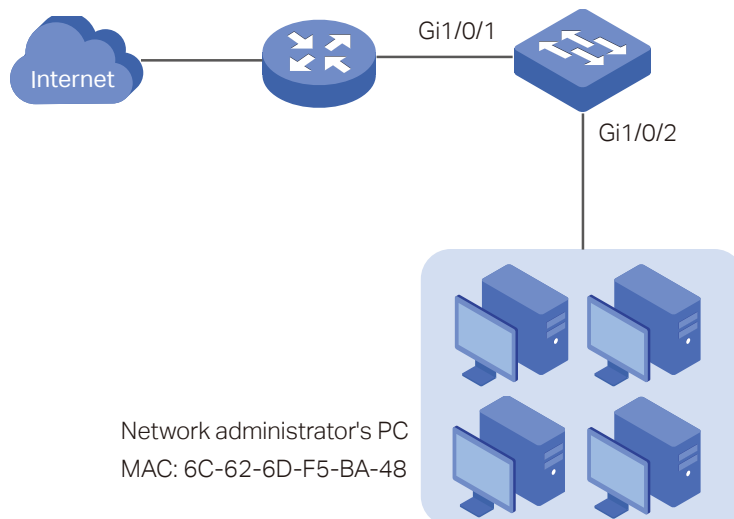 Gi1/0/1
Internet
Gi1/0/2
Network administrator's PC
MAC: 6C-62-6D-F5-BA-48